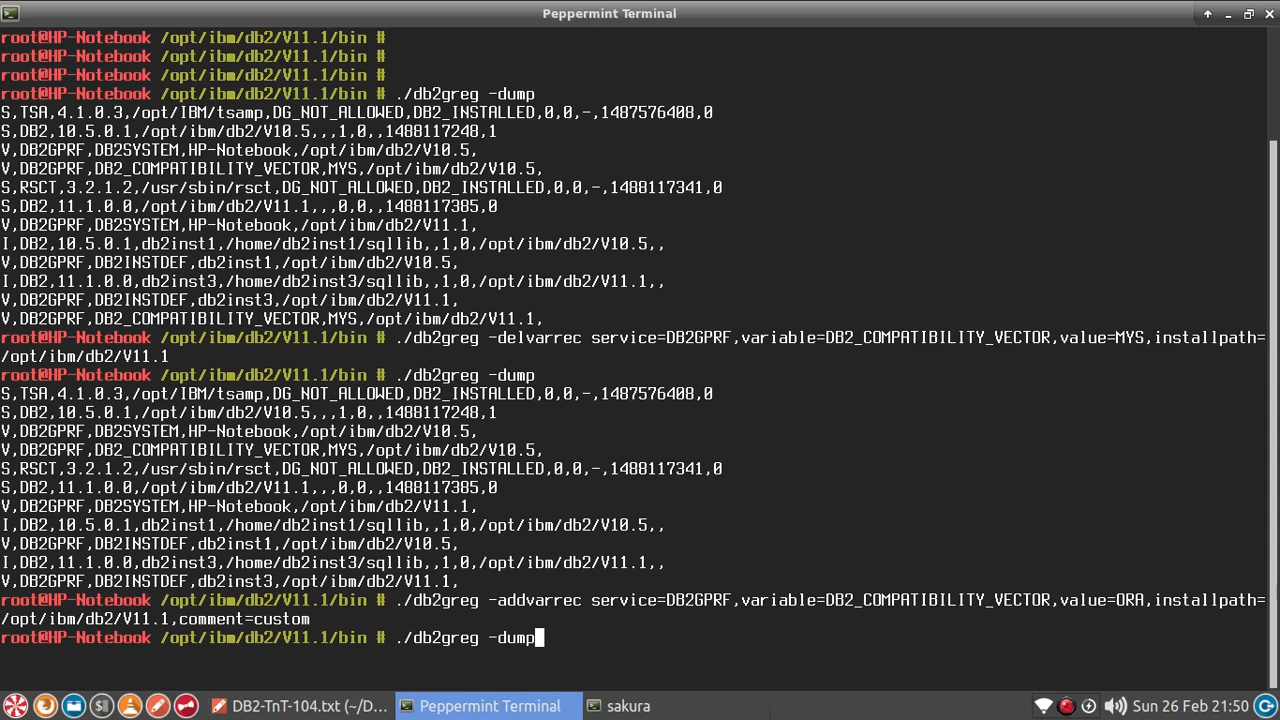 Peppermint Terminal
root@HP-Notebook /opt/ibm/db2/V11.1/bin #
root@HP-Notebook /opt/ibm/db2/V11.1/bin #
root@HP-Notebook /opt/ibm/db2/V11.1/bin #
root@HP-Notebook /opt/ibm/db2/V11.1/bin # ./db2greg -dump
S,TSA,4.1.0.3,/opt/IBM/tsamp,DG_NOT_ALLOWED,DB2_INSTALLED,0,0,-,1487576408,0
S,DB2,10.5.0.1,/opt/ibm/db2/V10.5,,,1,0,,1488117248,1
V,DB2GPRF,DB2SYSTEM,HP-Notebook,/opt/ibm/db2/V10.5,
V,DB2GPRF,DB2_COMPATIBILITY_VECTOR,MYS,/opt/ibm/db2/V10.5,
S,RSCT,3.2.1.2,/usr/sbin/rsct,DG_NOT_ALLOWED,DB2_INSTALLED,0,0,-,1488117341,0
S,DB2,11.1.0.0,/opt/ibm/db2/V11.1,,,0,0,,1488117385,0
V,DB2GPRF,DB2SYSTEM,HP-Notebook,/opt/ibm/db2/V11.1,
I,DB2,10.5.0.1,db2inst1,/home/db2inst1/sqllib,,1,0,/opt/ibm/db2/V10.5,,
V,DB2GPRF,DB2INSTDEF,db2inst1,/opt/ibm/db2/V10.5,
I,DB2,11.1.0.0,db2inst3,/home/db2inst3/sqllib,,1,0,/opt/ibm/db2/V11.1,,
V,DB2GPRF,DB2INSTDEF,db2inst3,/opt/ibm/db2/V11.1,
V,DB2GPRF,DB2_COMPATIBILITY_VECTOR,MYS,/opt/ibm/db2/V11.1,
root@HP-Notebook /opt/ibm/db2/V11.1/bin # ./db2greg -delvarrec service=DB2GPRF,variable=DB2_COMPATIBILITY_VECTOR,value=MYS,installpath=
/opt/ibm/db2/V11.1
root@HP-Notebook /opt/ibm/db2/V11.1/bin # ./db2greg -dump
S,TSA,4.1.0.3,/opt/IBM/tsamp,DG_NOT_ALLOWED,DB2_INSTALLED,0,0,-,1487576408,0
S,DB2,10.5.0.1,/opt/ibm/db2/V10.5,,,1,0,,1488117248,1
V,DB2GPRF,DB2SYSTEM,HP-Notebook,/opt/ibm/db2/V10.5,
V,DB2GPRF,DB2_COMPATIBILITY_VECTOR,MYS,/opt/ibm/db2/V10.5,
S,RSCT,3.2.1.2,/usr/sbin/rsct,DG_NOT_ALLOWED,DB2_INSTALLED,0,0,-,1488117341,0
S,DB2,11.1.0.0,/opt/ibm/db2/V11.1,,,0,0,,1488117385,0
V,DB2GPRF,DB2SYSTEM,HP-Notebook,/opt/ibm/db2/V11.1,
I,DB2,10.5.0.1,db2inst1,/home/db2inst1/sqllib,,1,0,/opt/ibm/db2/V10.5,,
V,DB2GPRF,DB2INSTDEF,db2inst1,/opt/ibm/db2/V10.5,
I,DB2,11.1.0.0,db2inst3,/home/db2inst3/sqllib,,1,0,/opt/ibm/db2/V11.1,,
V,DB2GPRF,DB2INSTDEF,db2inst3,/opt/ibm/db2/V11.1,
root@HP-Notebook /opt/ibm/db2/V11.1/bin # ./db2greg -addvarrec service=DB2GPRF,variable=DB2_COMPATIBILITY_VECTOR,value=ORA,installpath=
/opt/ibm/db2/V11.1,comment=custom
root@HP-Notebook /opt/ibm/db2/V11.1/bin # ./db2greg -dump
DB2-TnT-104.txt (~/D... Peppermint Terminal sakura Sun 26 Feb 21:50